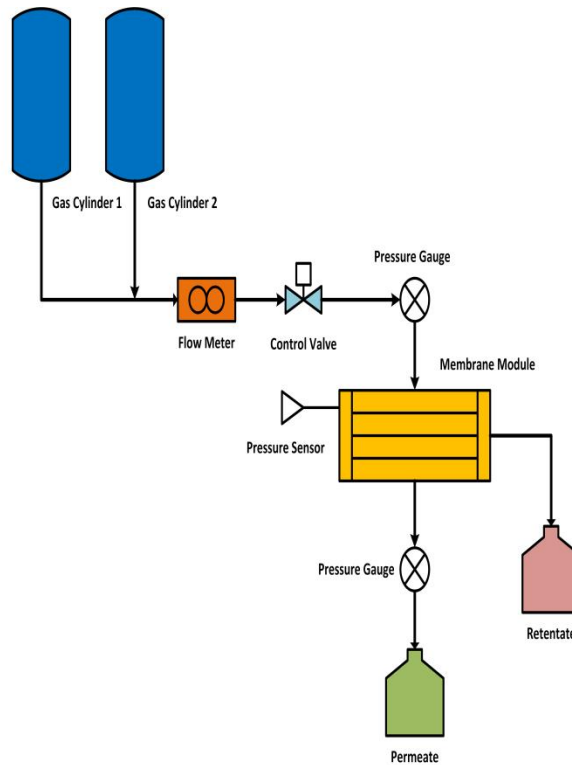 Gas Cylinder 1
Gas Cylinder 2
Pressure Gauge
Flow Meter
Control Valve
Membrane Module
Pressure Sensor
Pressure Gauge
Retentate
Permeate